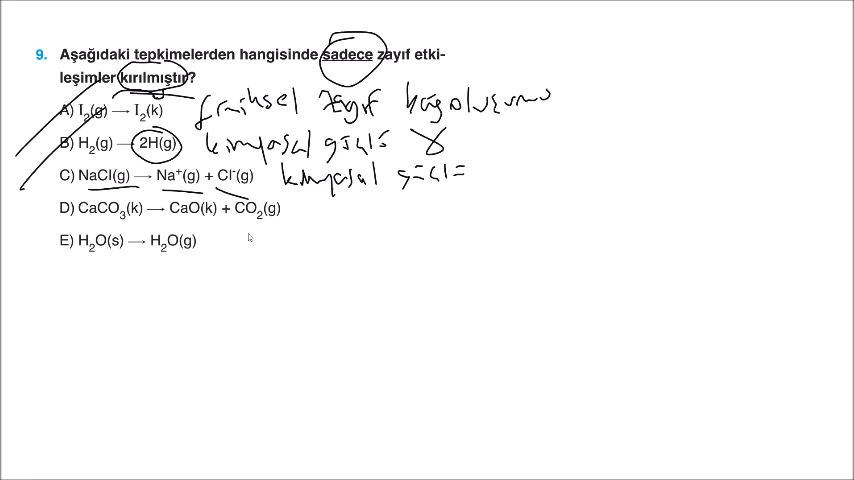 9. Aşağıdaki tepkimelerden hangisinde sadece zayıf etki-
leşimler kırılmıştır?
A) I₂(g) → I₂(k) fiziksel zayıf bağ oluşumu
B) H₂(g) → 2H(g) kimyasal güçlü
C) NaCl(g) → Na⁺(g) + Cl⁻(g) kimyasal güçlü
D) CaCO₃(k) → CaO(k) + CO₂(g)
E) H₂O(s) → H₂O(g)